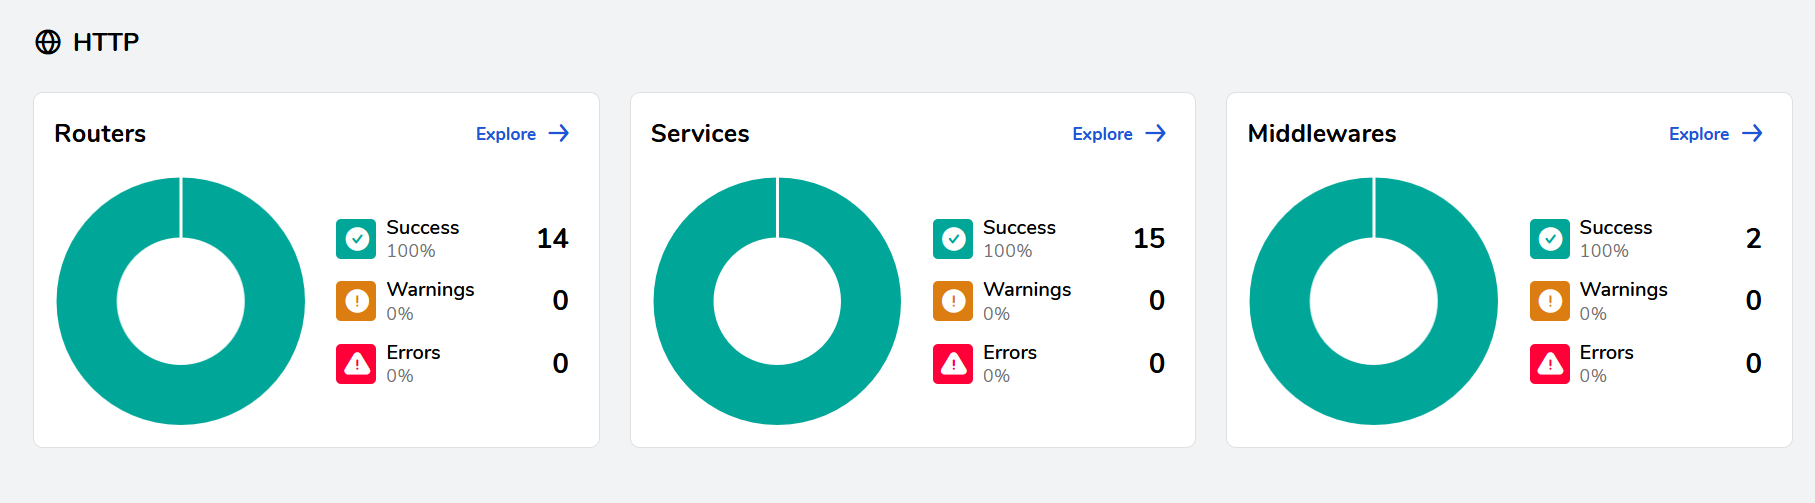 HTTP
Routers
Explore
Success
100%
14
Warnings
0%
0
Errors
0%
0
Services
Explore
Success
100%
15
Warnings
0%
0
Errors
0%
0
Middlewares
Explore
Success
100%
2
Warnings
0%
0
Errors
0%
0